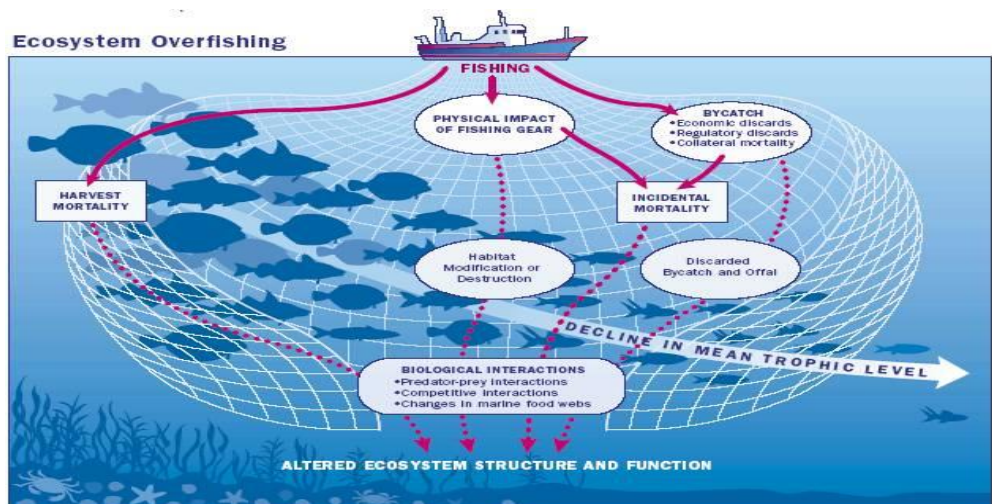 Ecosystem Overfishing
FISHING
PHYSICAL IMPACT
OF FISHING GEAR
BYCATCH
•Economic discards
•Regulatory discards
•Collateral mortality
HARVEST
MORTALITY
INCIDENTAL
MORTALITY
Habitat
Modification or
Destruction
Discarded
Bycatch and Offal
DECLINE IN MEAN TROPHIC LEVEL
BIOLOGICAL INTERACTIONS
•Predator-prey interactions
•Competitive interactions
•Changes in marine food webs
ALTERED ECOSYSTEM STRUCTURE AND FUNCTION